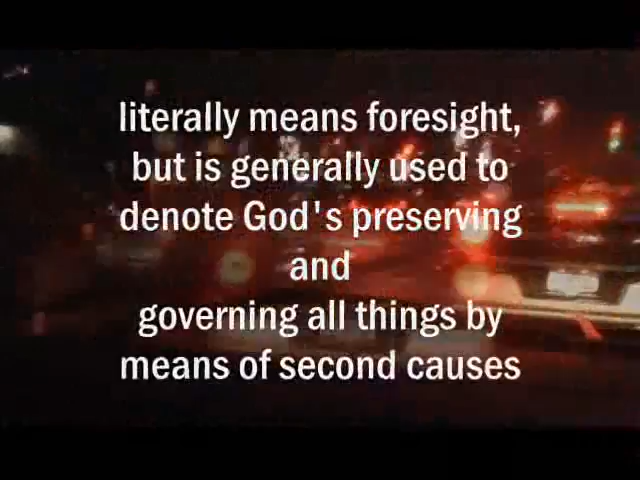 literally means foresight,
but is generally used to
denote God's preserving
and
governing all things by
means of second causes